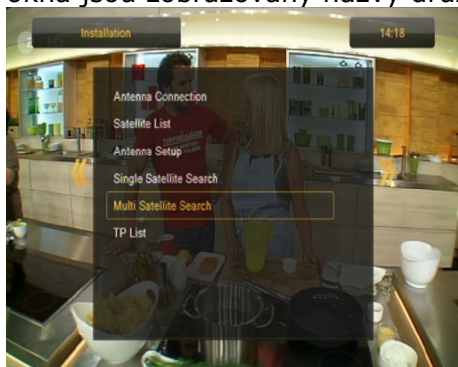 okna jsou zobrazovány názvy
Installation
14:18
Antenna Connection
Satellite List
Antenna Setup
Single Satellite Search
Multi Satellite Search
TP List